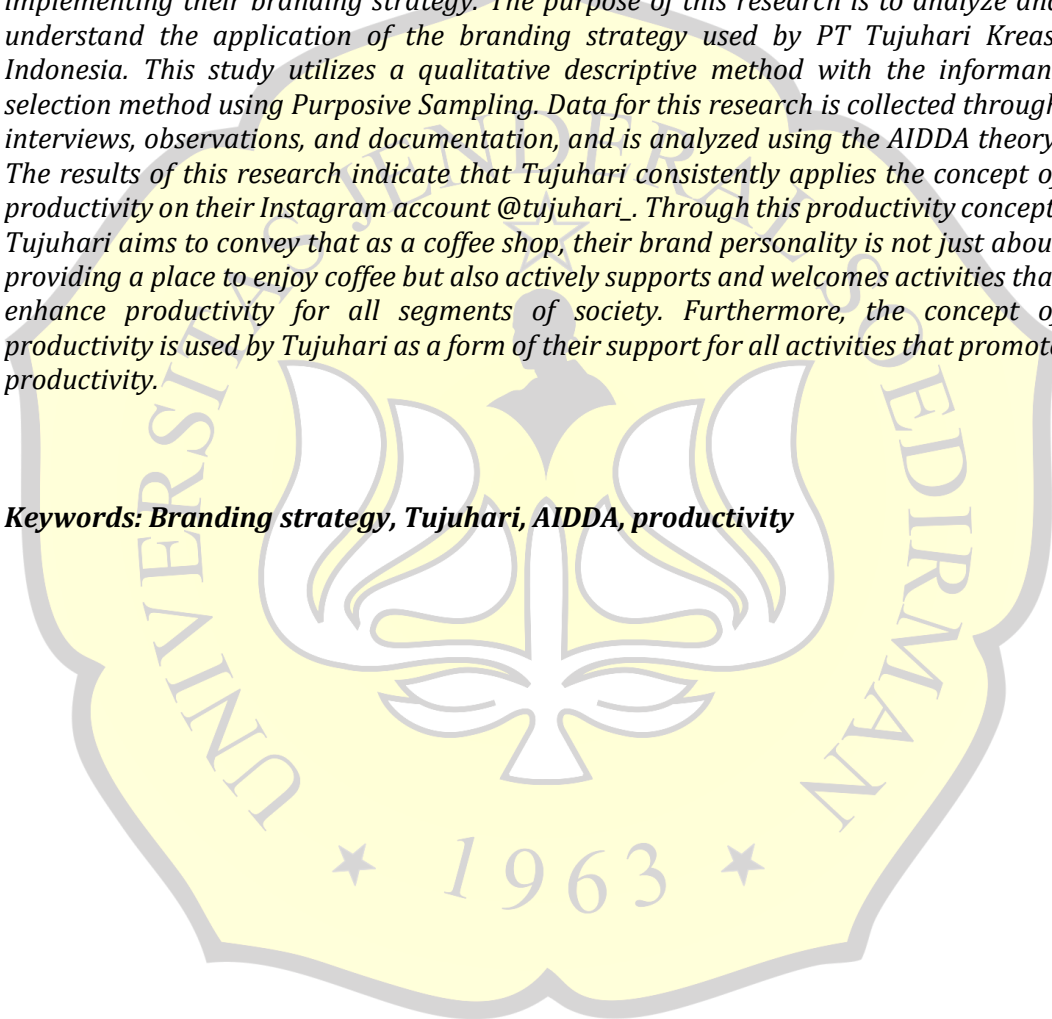 implementing their branding strategy. The purpose of this research is to analyze and
understand the application of the branding strategy used by PT Tujuhari Kreas
Indonesia. This study utilizes a qualitative descriptive method with the informan
selection method using Purposive Sampling. Data for this research is collected through
interviews, observations, and documentation, and is analyzed using the AIDDA theory
The results of this research indicate that Tujuhari consistently applies the concept o
productivity on their Instagram account @tujuhari_. Through this productivity concept
Tujuhari aims to convey that as a coffee shop, their brand personality is not just abou
providing a place to enjoy coffee but also actively supports and welcomes activities tha
enhance productivity for all segments of society. Furthermore, the concept o
productivity is used by Tujuhari as a form of their support for all activities that promote
productivity.
Keywords: Branding strategy, Tujuhari, AIDDA, productivity
UNIVERSITAS JENDERAL SOEDIRMAN
1963